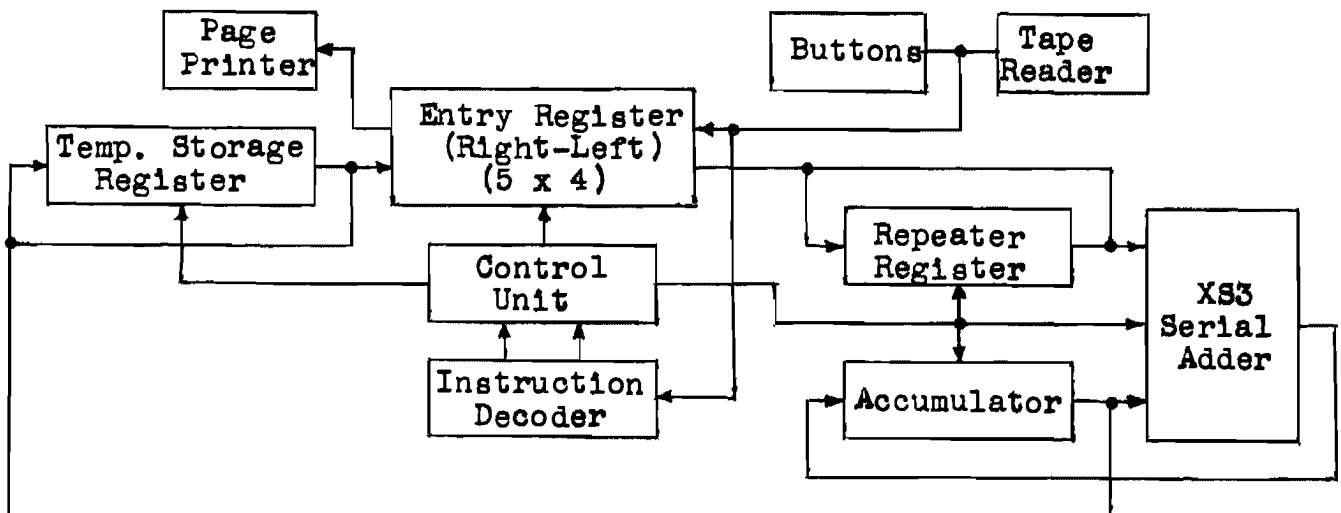 Page
Printer
Buttons
Tape
Reader
Entry Register
(Right-Left)
(5 x 4)
Temp. Storage
Register
Repeater
Register
Control
Unit
XS3
Serial
Adder
Instruction
Decoder
Accumulator